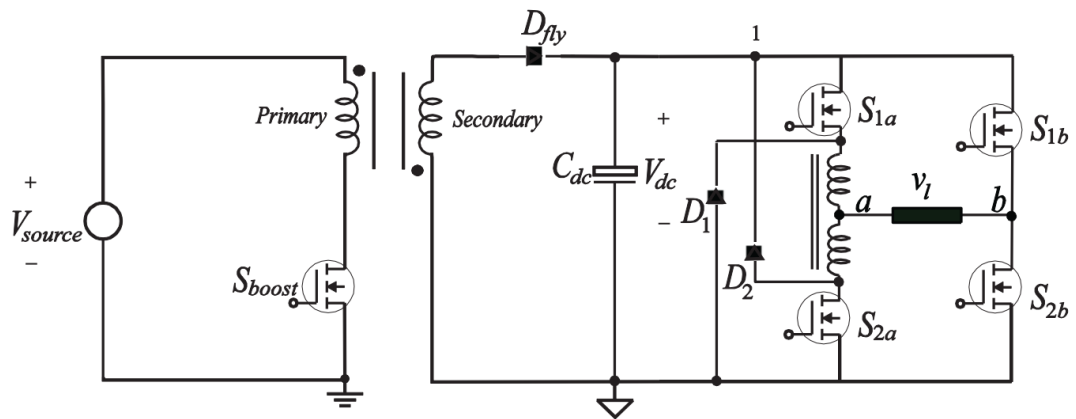 D_fly
1
Primary
Secondary
S_1a
S_1b
+
+
C_dc
V_dc
v_l
a
b
V_source
D_1
−
−
S_boost
D_2
S_2a
S_2b